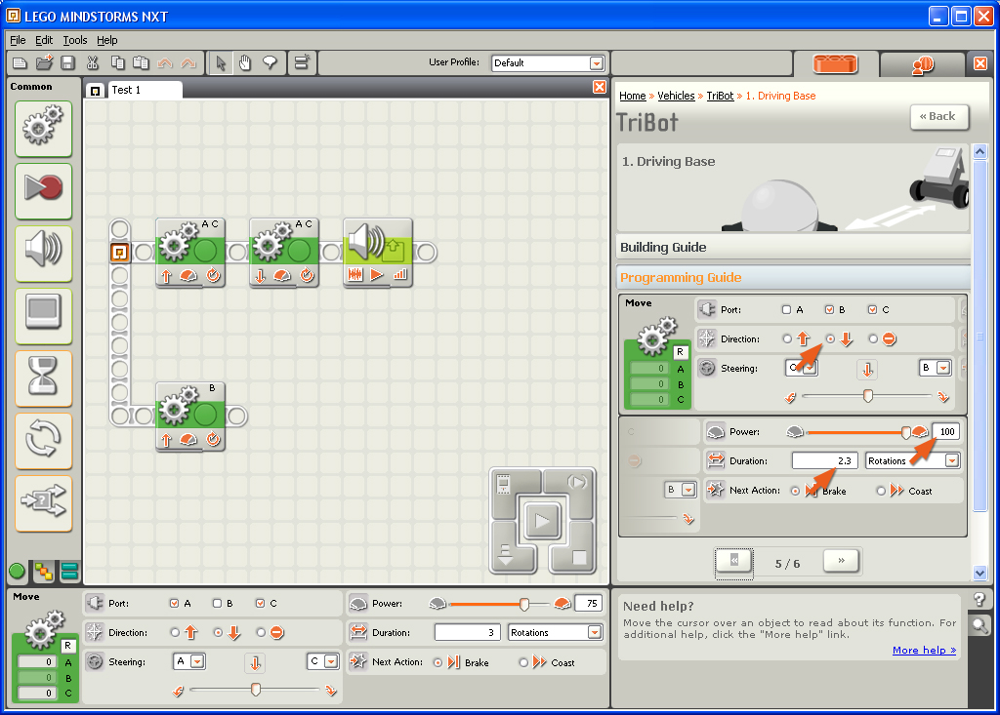 LEGO MINDSTORMS NXT
File Edit Tools Help
User Profile: Default
Common
Test 1
Home » Vehicles » TriBot » 1. Driving Base
TriBot
« Back
1. Driving Base
Building Guide
Programming Guide
Move
Port: A B C
Direction:
Steering: C B
R
0 A
0 B
0 C
C
Power: 100
Duration: 2.3 Rotations
B
Next Action: Brake Coast
5 / 6
»
A C
A C
B
?
Move
R
0 A
0 B
0 C
Port: A B C
Direction:
Steering: A C
Power: 75
Duration: 3 Rotations
Next Action: Brake Coast
Need help?
Move the cursor over an object to read about its function. For
additional help, click the "More help" link.
More help »
?